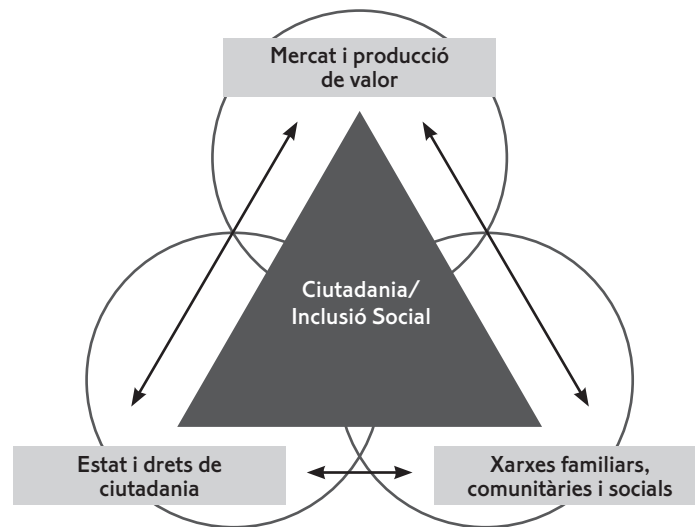 Mercat i producció
de valor
Ciutadania/
Inclusió Social
Estat i drets de
ciutadania
Xarxes familiars,
comunitàries i socials